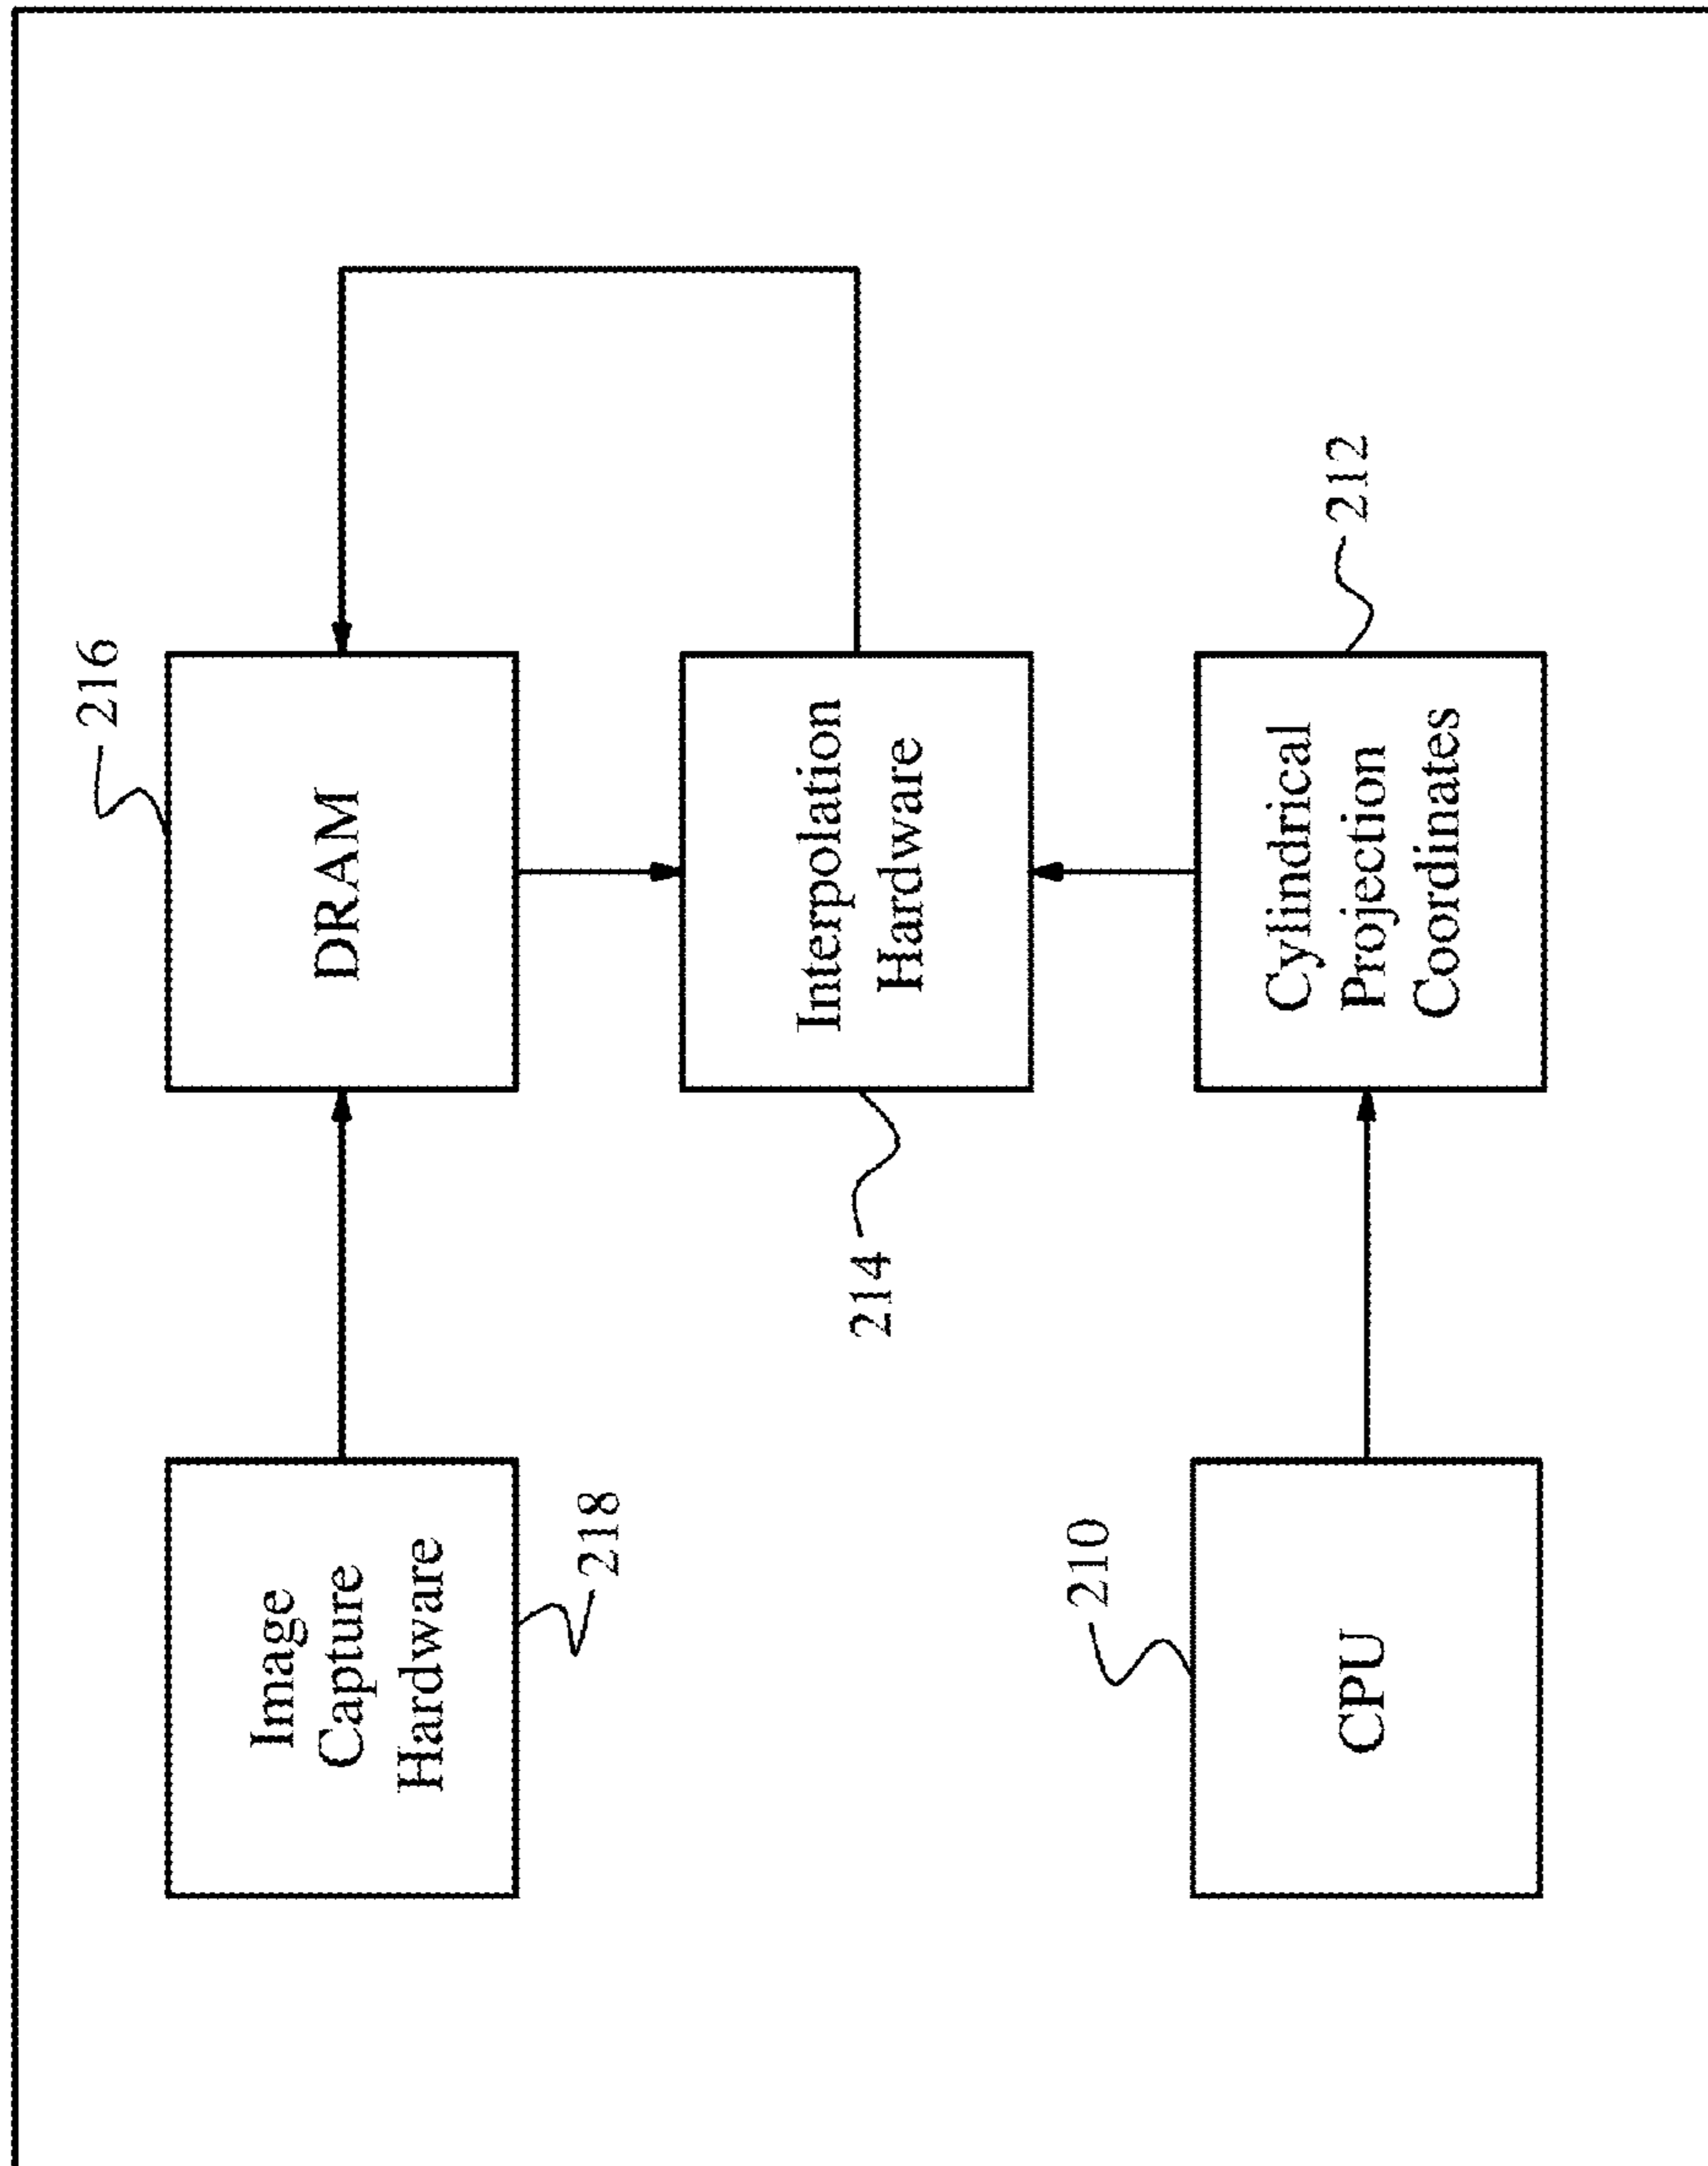 Image
Capture
Hardware
218
216
DRAM
214
Interpolation
Hardware
210
CPU
Cylindrical
Projection
Coordinates
212